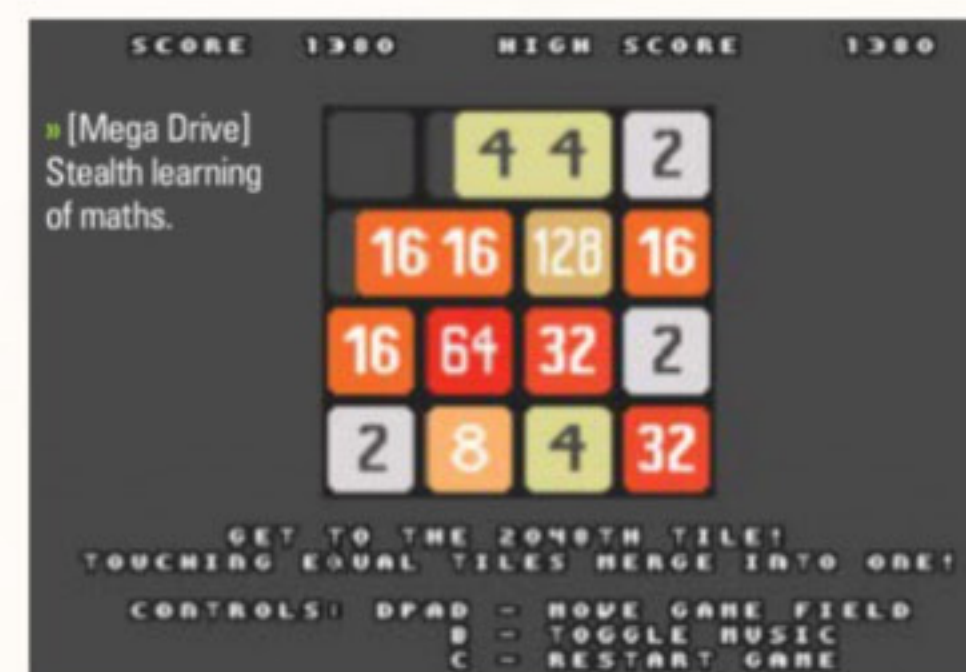 SCORE 1380 HIGH SCORE 1380
» [Mega Drive]
Stealth learning
of maths.
4 4 2
16 16 128 16
16 64 32 2
2 8 4 32
GET TO THE 2048TH TILE!
TOUCHING EQUAL TILES MERGE INTO ONE!
CONTROLS: DPAD - MOVE GAME FIELD
B - TOGGLE MUSIC
C - RESTART GAME